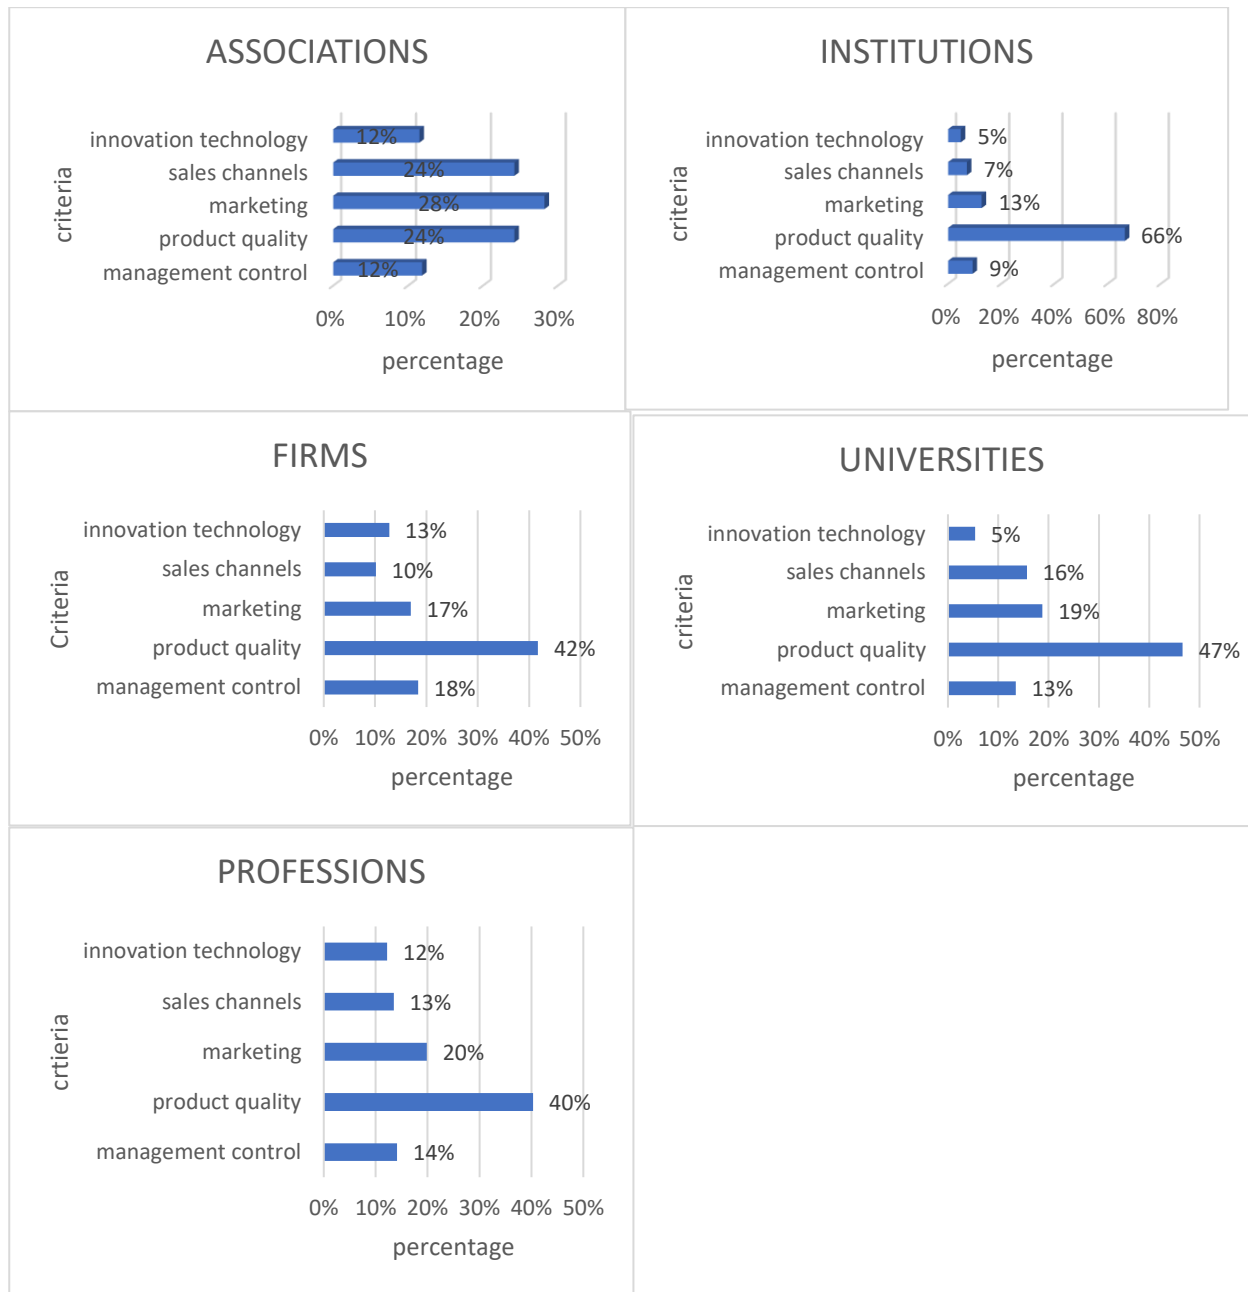 ASSOCIATIONS
innovation technology 12%
sales channels 24%
marketing 28%
product quality 24%
management control 12%
criteria
0% 10% 20% 30%
percentage
INSTITUTIONS
innovation technology 5%
sales channels 7%
marketing 13%
product quality 66%
management control 9%
criteria
0% 20% 40% 60% 80%
percentage
FIRMS
innovation technology 13%
sales channels 10%
marketing 17%
product quality 42%
management control 18%
Criteria
0% 10% 20% 30% 40% 50%
percentage
UNIVERSITIES
innovation technology 5%
sales channels 16%
marketing 19%
product quality 47%
management control 13%
criteria
0% 10% 20% 30% 40% 50%
percentage
PROFESSIONS
innovation technology 12%
sales channels 13%
marketing 20%
product quality 40%
management control 14%
crtieria
0% 10% 20% 30% 40% 50%
percentage